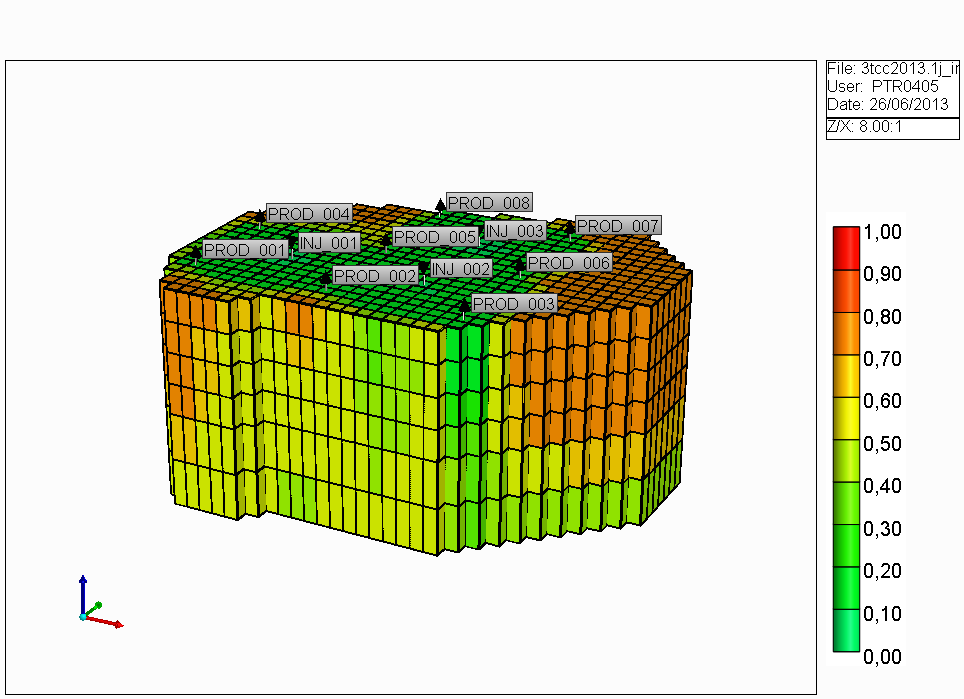 File: 3tcc2013.1j_ir
User: PTR0405
Date: 26/06/2013
Z/X: 8.00:1
PROD_008
PROD_004
PROD_007
INJ_003
PROD_005
INJ_001
PROD_001
PROD_006
INJ_002
PROD_002
PROD_003
1,00
0,90
0,80
0,70
0,60
0,50
0,40
0,30
0,20
0,10
0,00